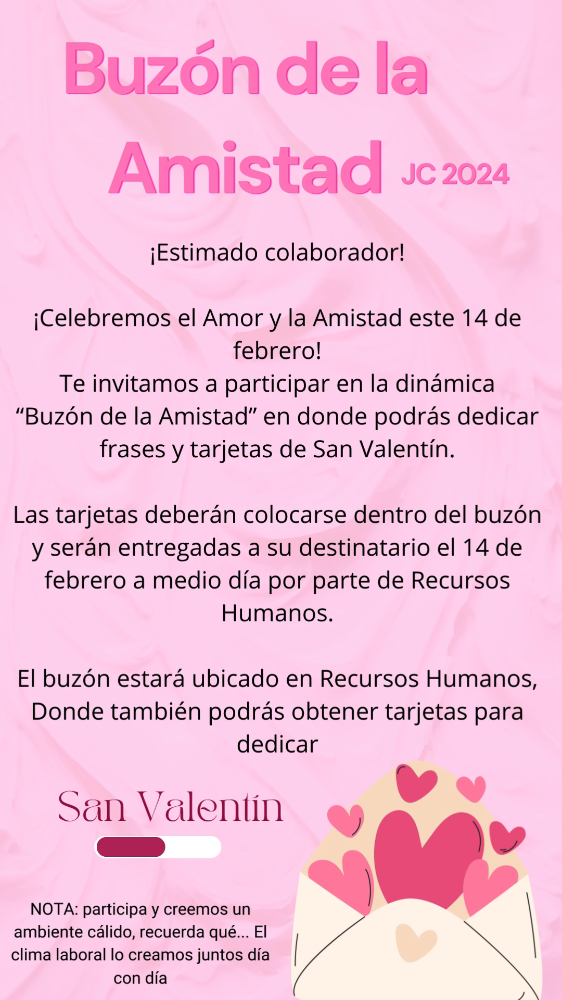 Buzón de la
Amistad JC 2024
¡Estimado colaborador!
¡Celebremos el Amor y la Amistad este 14 de
febrero!
Te invitamos a participar en la dinámica
“Buzón de la Amistad” en donde podrás dedicar
frases y tarjetas de San Valentín.
Las tarjetas deberán colocarse dentro del buzón
y serán entregadas a su destinatario el 14 de
febrero a medio día por parte de Recursos
Humanos.
El buzón estará ubicado en Recursos Humanos,
Donde también podrás obtener tarjetas para
dedicar
San Valentín
NOTA: participa y creemos un
ambiente cálido, recuerda qué... El
clima laboral lo creamos juntos día
con día